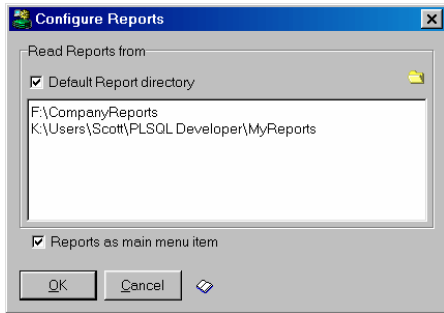 Configure Reports
Read Reports from
Default Report directory
F:\CompanyReports
K:\Users\Scott\PLSQL Developer\MyReports
Reports as main menu item
OK
Cancel